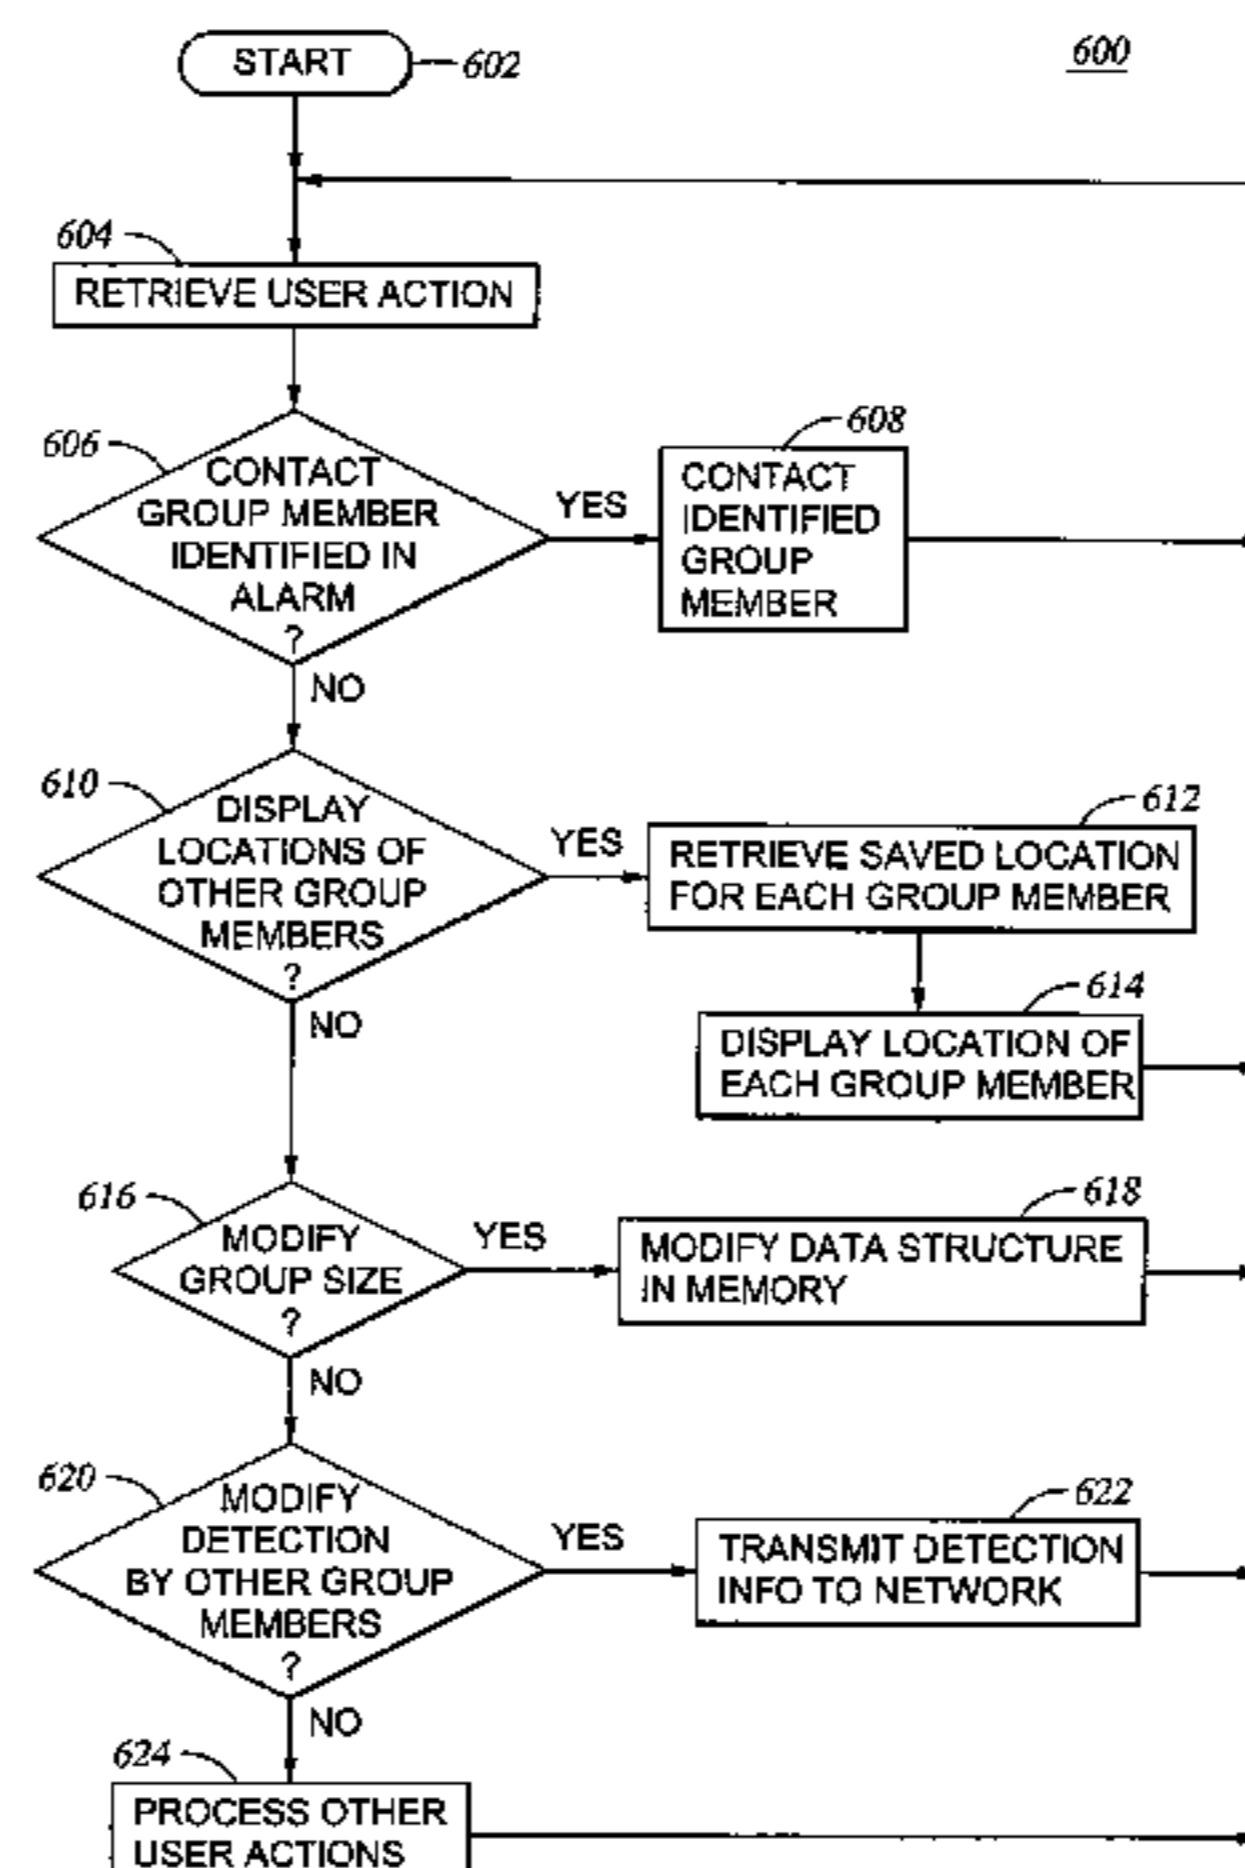 START
602
600
604
RETRIEVE USER ACTION
606
CONTACT
GROUP MEMBER
IDENTIFIED IN
ALARM
?
YES
608
CONTACT
IDENTIFIED
GROUP
MEMBER
NO
610
DISPLAY
LOCATIONS OF
OTHER GROUP
MEMBERS
?
YES
612
RETRIEVE SAVED LOCATION
FOR EACH GROUP MEMBER
614
DISPLAY LOCATION OF
EACH GROUP MEMBER
NO
616
MODIFY
GROUP SIZE
?
YES
618
MODIFY DATA STRUCTURE
IN MEMORY
NO
620
MODIFY
DETECTION
BY OTHER GROUP
MEMBERS
?
YES
622
TRANSMIT DETECTION
INFO TO NETWORK
NO
624
PROCESS OTHER
USER ACTIONS